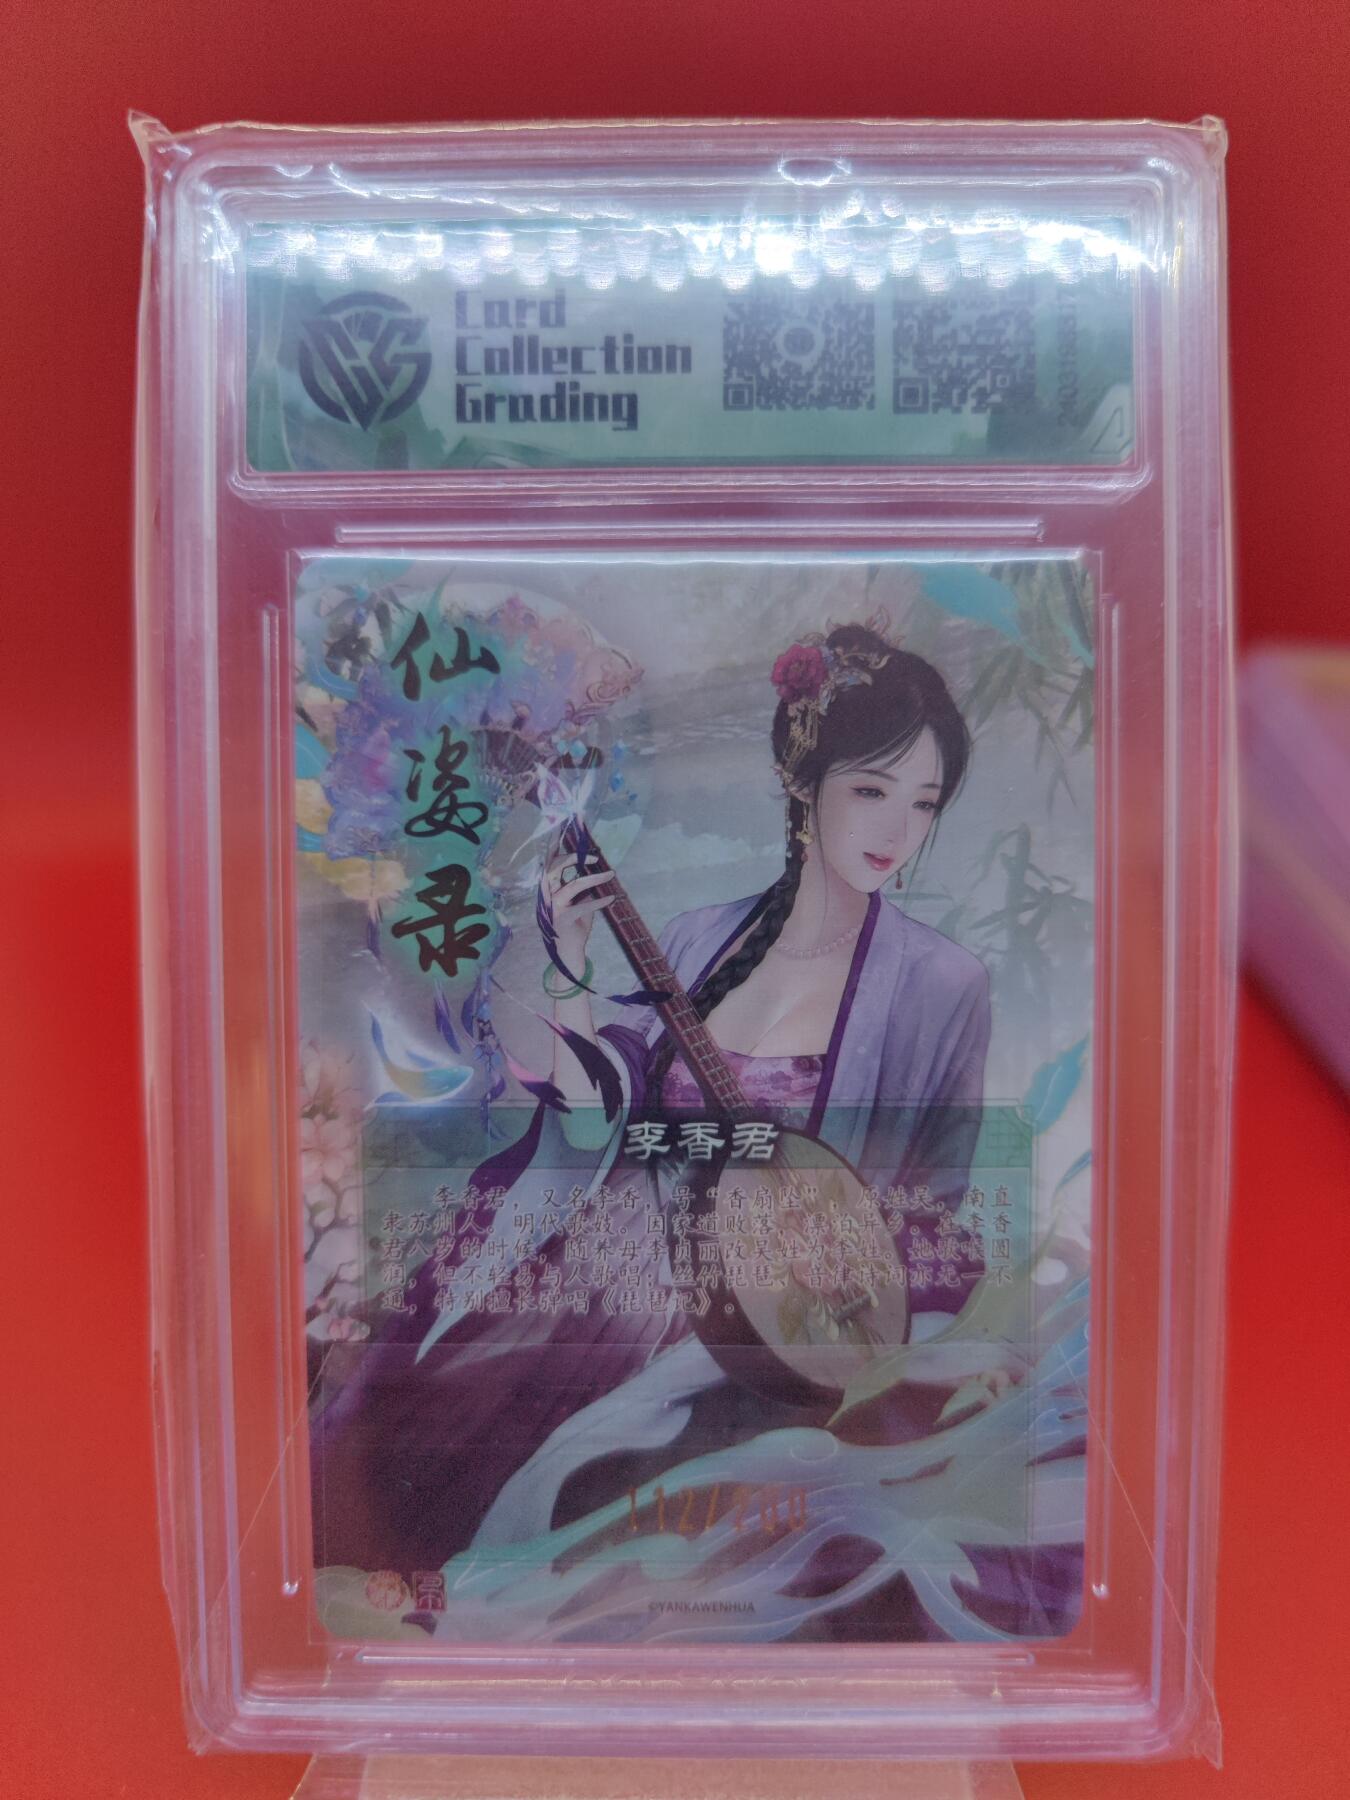 Card
Collection
Grading
仙
姿
录
李香君
李香君，又名李香，号“香扇坠”，原姓吴，南直
隶苏州人。明代歌妓。因家道败落，漂泊异乡。在李香
君八岁的时候，随养母李贞丽改吴姓为李姓。她歌喉圆
润，但不轻易与人歌唱；丝竹琵琶、音律诗词亦无一不
通，特别擅长弹唱《琵琶记》。
112/200
©YANKAWENHUA